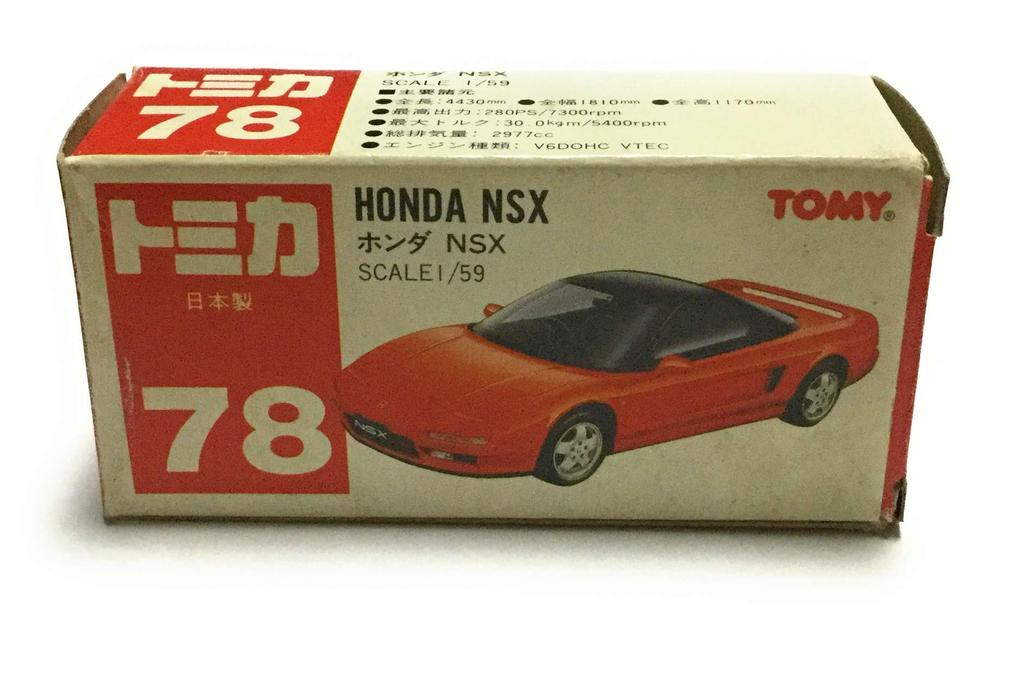 トミカ
78
ホンダ NSX
SCALE 1/59
■主要諸元
●全長:4430mm ●全幅1810mm ●全高1170mm
●最高出力:280PS/7300rpm
●最大トルク:30.0kgm/5400rpm
●総排気量: 2977cc
●エンジン種類: V6DOHC VTEC
トミカ
日本製
78
HONDA NSX
ホンダ NSX
SCALE1/59
TOMY®
NSX